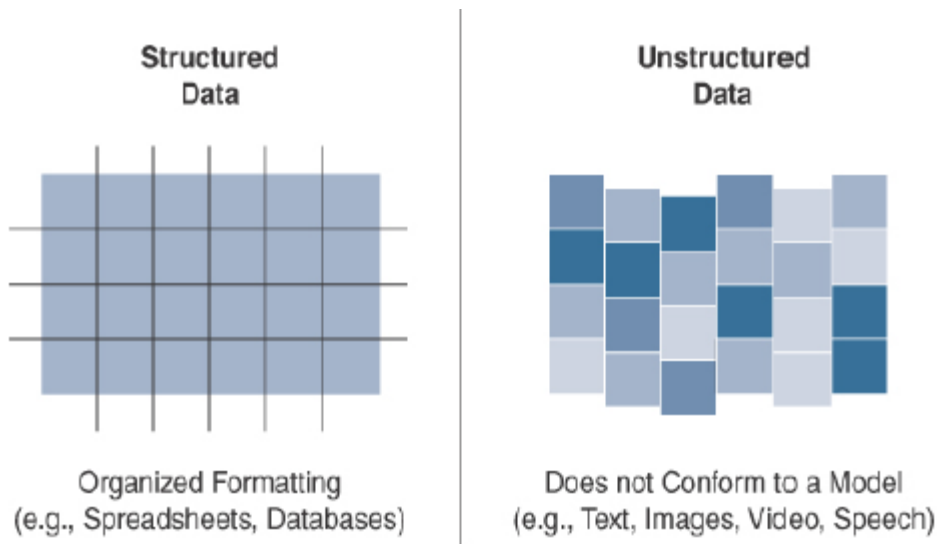 Structured
Data
Organized Formatting
(e.g., Spreadsheets, Databases)
Unstructured
Data
Does not Conform to a Model
(e.g., Text, Images, Video, Speech)